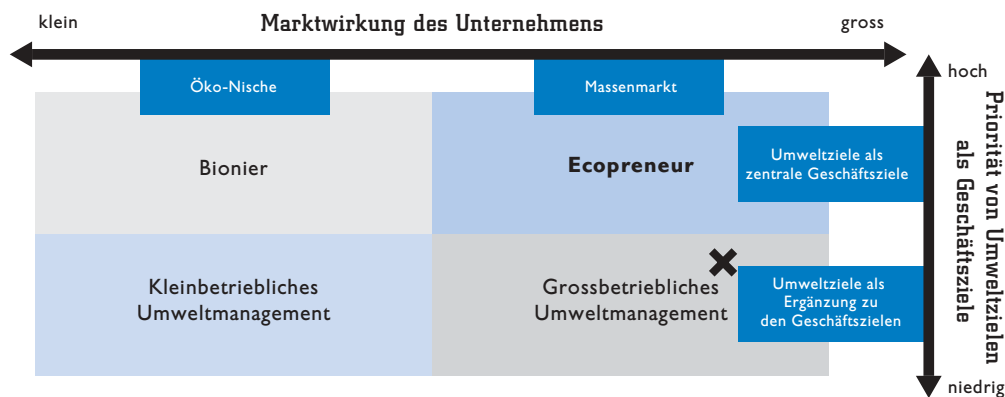 klein
Marktwirkung des Unternehmens
gross
Öko-Nische
Massenmarkt
hoch
Bionier
Ecopreneur
Umweltziele als
zentrale Geschäftsziele
Priorität von Umweltzielen
als Geschäftsziele
Kleinbetriebliches
Umweltmanagement
Grossbetriebliches
Umweltmanagement
Umweltziele als
Ergänzung zu
den Geschäftszielen
niedrig